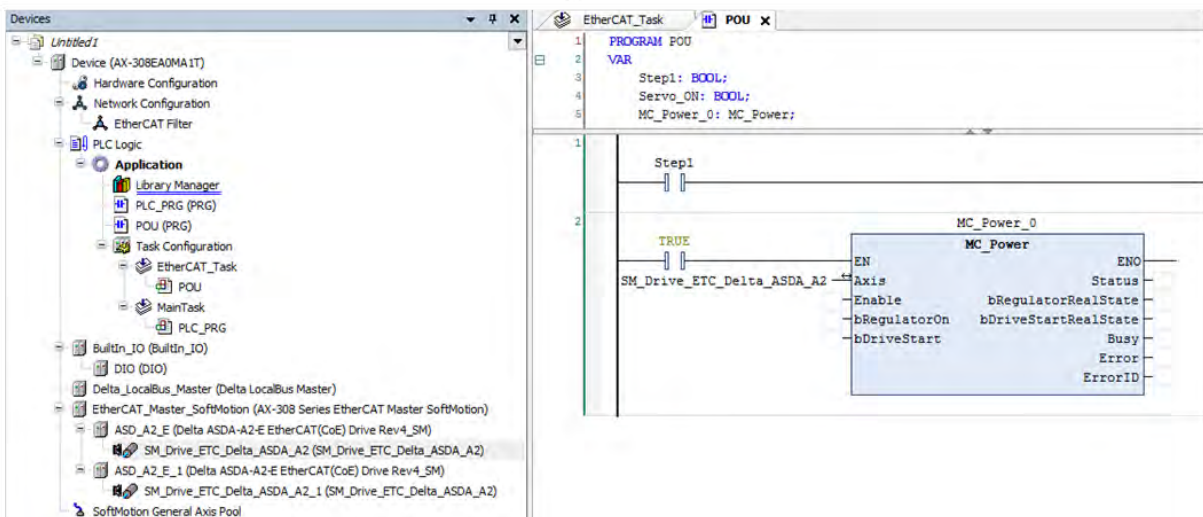 Devices
Untitled1
Device (AX-308EA0MA1T)
Hardware Configuration
Network Configuration
EtherCAT Filter
PLC Logic
Application
Library Manager
PLC_PRG (PRG)
POU (PRG)
Task Configuration
EtherCAT_Task
POU
MainTask
PLC_PRG
BuiltIn_IO (BuiltIn_IO)
DIO (DIO)
Delta_LocalBus_Master (Delta LocalBus Master)
EtherCAT_Master_SoftMotion (AX-308 Series EtherCAT Master SoftMotion)
ASD_A2_E (Delta ASDA-A2-E EtherCAT(CoE) Drive Rev4_SM)
SM_Drive_ETC_Delta_ASDA_A2 (SM_Drive_ETC_Delta_ASDA_A2)
ASD_A2_E_1 (Delta ASDA-A2-E EtherCAT(CoE) Drive Rev4_SM)
SM_Drive_ETC_Delta_ASDA_A2_1 (SM_Drive_ETC_Delta_ASDA_A2)
SoftMotion General Axis Pool
EtherCAT_Task POU
1 PROGRAM POU
2 VAR
3 Step1: BOOL;
4 Servo_ON: BOOL;
5 MC_Power_0: MC_Power;
1
Step1
2
MC_Power_0
TRUE MC_Power
EN ENO
SM_Drive_ETC_Delta_ASDA_A2 Axis Status
Enable bRegulatorRealState
bRegulatorOn bDriveStartRealState
bDriveStart Busy
Error
ErrorID